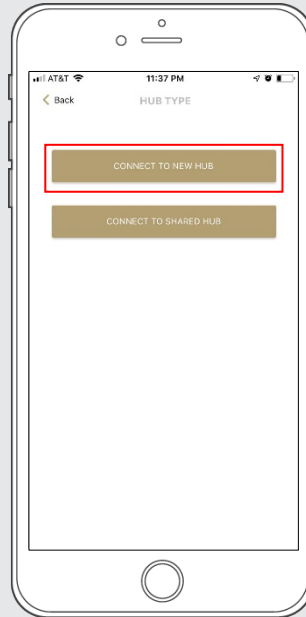 AT&T 11:37 PM
Back HUB TYPE
CONNECT TO NEW HUB
CONNECT TO SHARED HUB